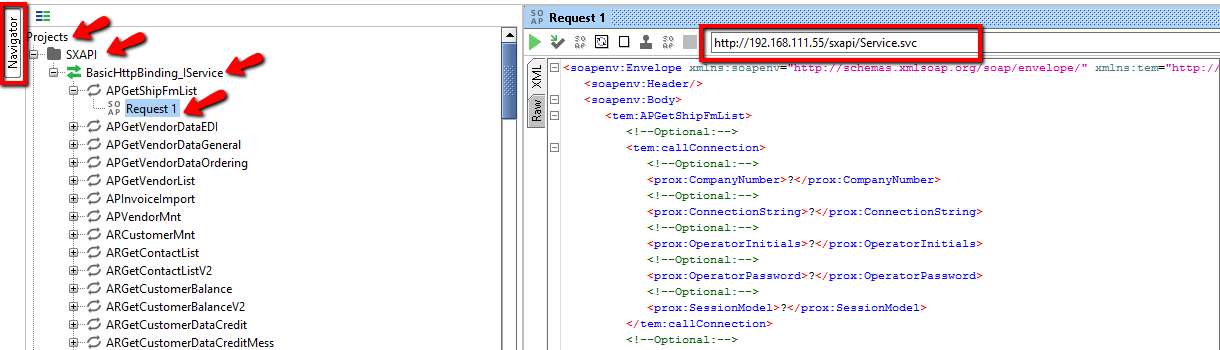 Navigator
Projects
SXAPI
BasicHttpBinding_IService
APGetShipFmList
SO
AP
Request 1
APGetVendorDataEDI
APGetVendorDataGeneral
APGetVendorDataOrdering
APGetVendorList
APInvoiceImport
APVendorMnt
ARCustomerMnt
ARGetContactList
ARGetContactListV2
ARGetCustomerBalance
ARGetCustomerBalanceV2
ARGetCustomerDataCredit
ARGetCustomerDataCreditMess
SO
AP
Request 1
SO
AP
SO
AP
http://192.168.111.55/sxapi/Service.svc
XML
Raw
<soapenv:Envelope xmlns:soapenv="http://schemas.xmlsoap.org/soap/envelope/" xmlns:tem="http://
<soapenv:Header/>
<soapenv:Body>
<tem:APGetShipFmList>
<!--Optional:-->
<tem:callConnection>
<!--Optional:-->
<prox:CompanyNumber>?</prox:CompanyNumber>
<!--Optional:-->
<prox:ConnectionString>?</prox:ConnectionString>
<!--Optional:-->
<prox:OperatorInitials>?</prox:OperatorInitials>
<!--Optional:-->
<prox:OperatorPassword>?</prox:OperatorPassword>
<!--Optional:-->
<prox:SessionModel>?</prox:SessionModel>
</tem:callConnection>
<!--Optional:-->